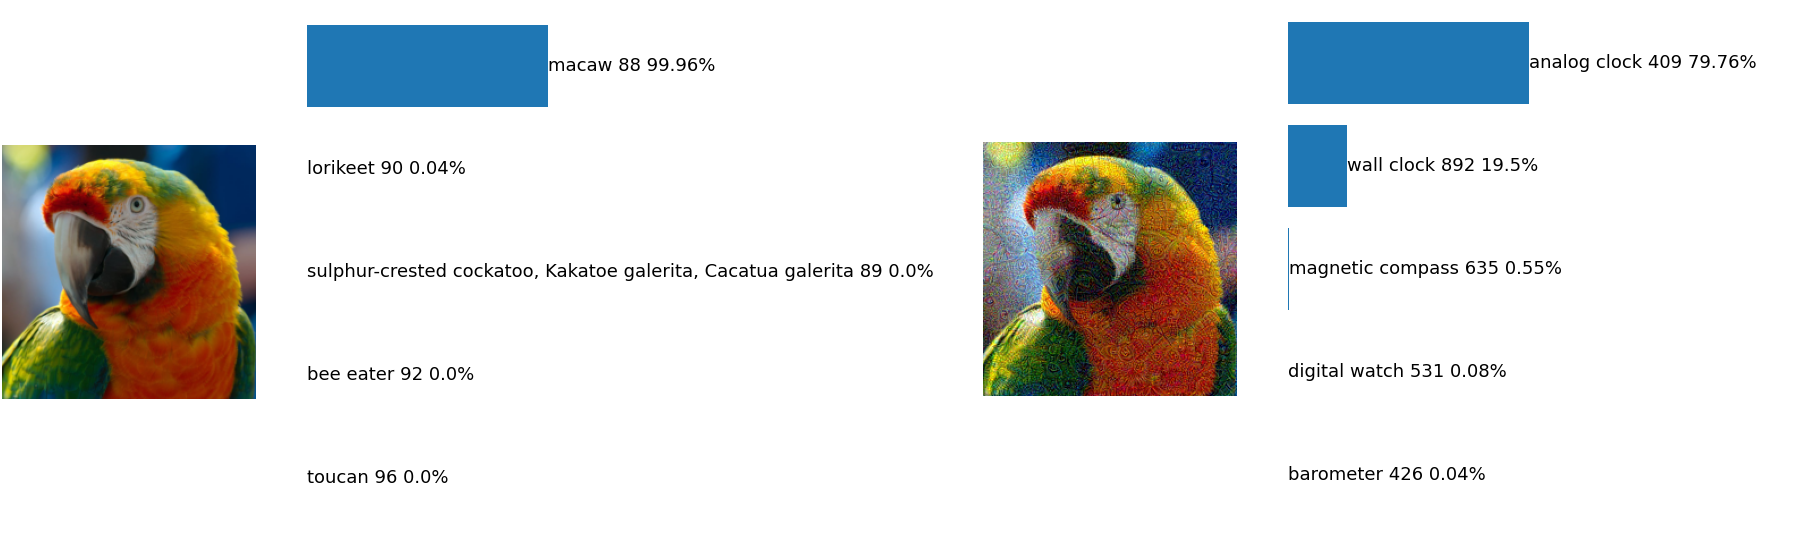 macaw 88 99.96%
lorikeet 90 0.04%
sulphur-crested cockatoo, Kakatoe galerita, Cacatua galerita 89 0.0%
bee eater 92 0.0%
toucan 96 0.0%
analog clock 409 79.76%
wall clock 892 19.5%
magnetic compass 635 0.55%
digital watch 531 0.08%
barometer 426 0.04%